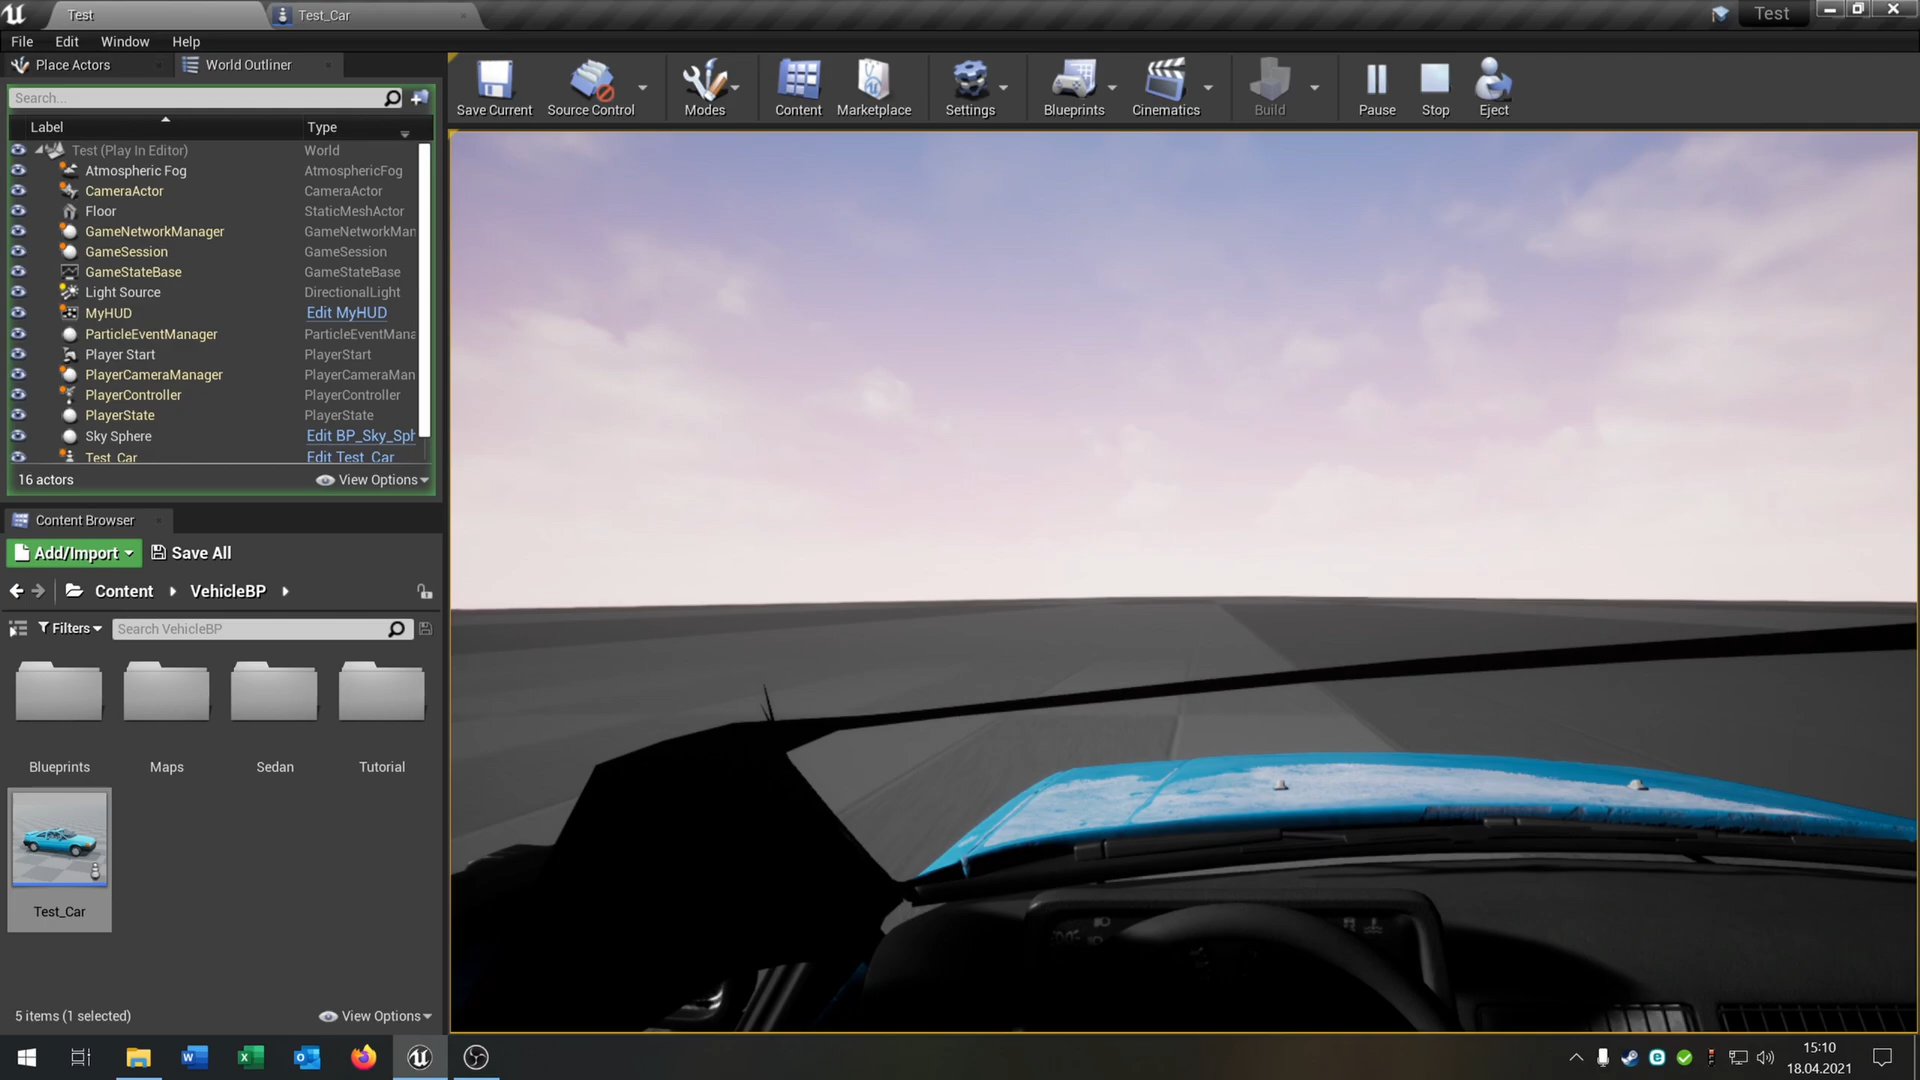 Test
Test_Car
Test
File Edit Window Help
Place Actors
World Outliner
Search...
Label Type
Test (Play In Editor) World
Atmospheric Fog AtmosphericFog
CameraActor CameraActor
Floor StaticMeshActor
GameNetworkManager GameNetworkMan
GameSession GameSession
GameStateBase GameStateBase
Light Source DirectionalLight
MyHUD Edit MyHUD
ParticleEventManager ParticleEventMana
Player Start PlayerStart
PlayerCameraManager PlayerCameraMan
PlayerController PlayerController
PlayerState PlayerState
Sky Sphere Edit BP_Sky_Sph
Test_Car Edit Test_Car
16 actors View Options
Save Current Source Control Modes Content Marketplace Settings Blueprints Cinematics Build Pause Stop Eject
Content Browser
Add/Import Save All
Content VehicleBP
Filters Search VehicleBP
Blueprints Maps Sedan Tutorial
Test_Car
5 items (1 selected) View Options
15:10
18.04.2021